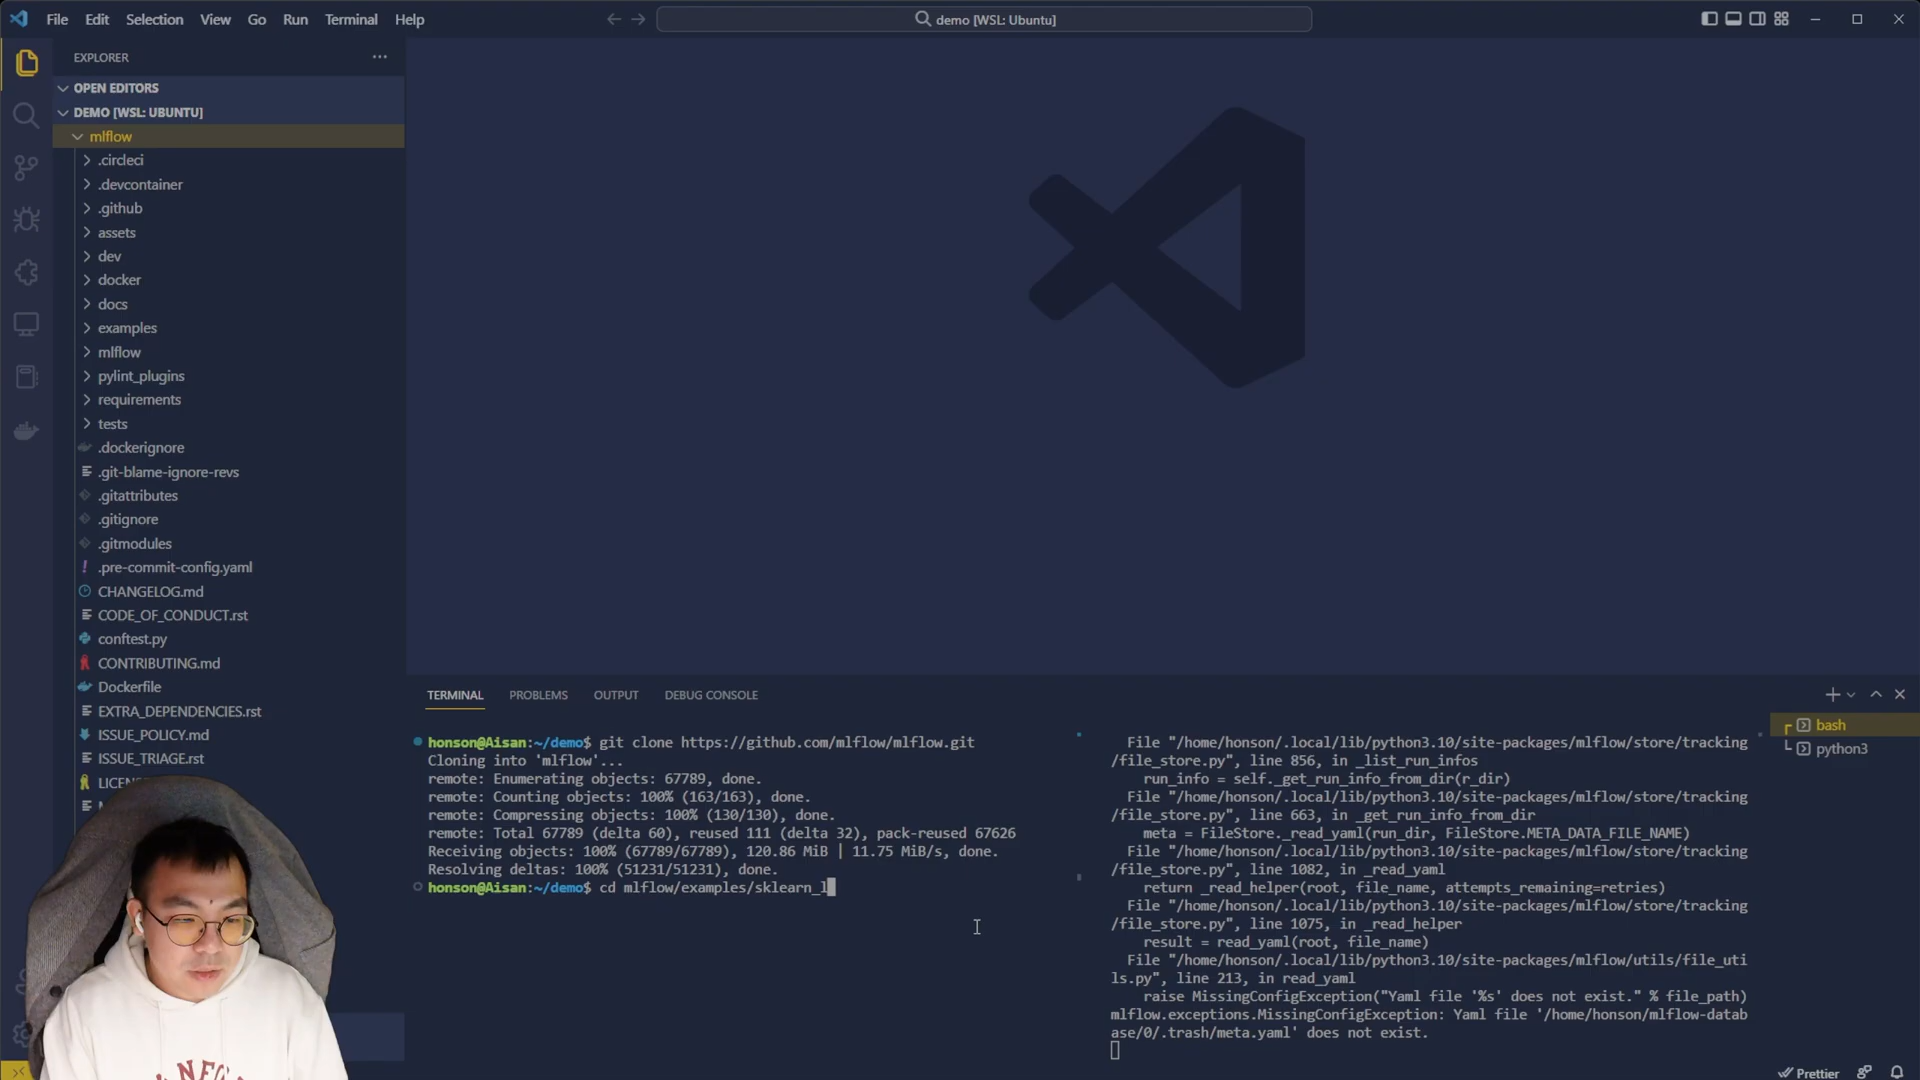 File Edit Selection View Go Run Terminal Help
demo [WSL: Ubuntu]
EXPLORER
OPEN EDITORS
DEMO [WSL: UBUNTU]
mlflow
.circleci
.devcontainer
.github
assets
dev
docker
docs
examples
mlflow
pylint_plugins
requirements
tests
.dockerignore
.git-blame-ignore-revs
.gitattributes
.gitignore
.gitmodules
.pre-commit-config.yaml
CHANGELOG.md
CODE_OF_CONDUCT.rst
conftest.py
CONTRIBUTING.md
Dockerfile
EXTRA_DEPENDENCIES.rst
ISSUE_POLICY.md
ISSUE_TRIAGE.rst
TERMINAL PROBLEMS OUTPUT DEBUG CONSOLE
honson@Aisan:~/demo$ git clone https://github.com/mlflow/mlflow.git
Cloning into 'mlflow'...
remote: Enumerating objects: 67789, done.
remote: Counting objects: 100% (163/163), done.
remote: Compressing objects: 100% (130/130), done.
remote: Total 67789 (delta 60), reused 111 (delta 32), pack-reused 67626
Receiving objects: 100% (67789/67789), 120.86 MiB | 11.75 MiB/s, done.
Resolving deltas: 100% (51231/51231), done.
honson@Aisan:~/demo$ cd mlflow/examples/sklearn_l
File "/home/honson/.local/lib/python3.10/site-packages/mlflow/store/tracking
/file_store.py", line 856, in _list_run_infos
run_info = self._get_run_info_from_dir(r_dir)
File "/home/honson/.local/lib/python3.10/site-packages/mlflow/store/tracking
/file_store.py", line 663, in _get_run_info_from_dir
meta = FileStore._read_yaml(run_dir, FileStore.META_DATA_FILE_NAME)
File "/home/honson/.local/lib/python3.10/site-packages/mlflow/store/tracking
/file_store.py", line 1082, in _read_yaml
return _read_helper(root, file_name, attempts_remaining=retries)
File "/home/honson/.local/lib/python3.10/site-packages/mlflow/store/tracking
/file_store.py", line 1075, in _read_helper
result = read_yaml(root, file_name)
File "/home/honson/.local/lib/python3.10/site-packages/mlflow/utils/file_uti
ls.py", line 213, in read_yaml
raise MissingConfigException("Yaml file '%s' does not exist." % file_path)
mlflow.exceptions.MissingConfigException: Yaml file '/home/honson/mlflow-datab
ase/0/.trash/meta.yaml' does not exist.
bash
python3
Prettier